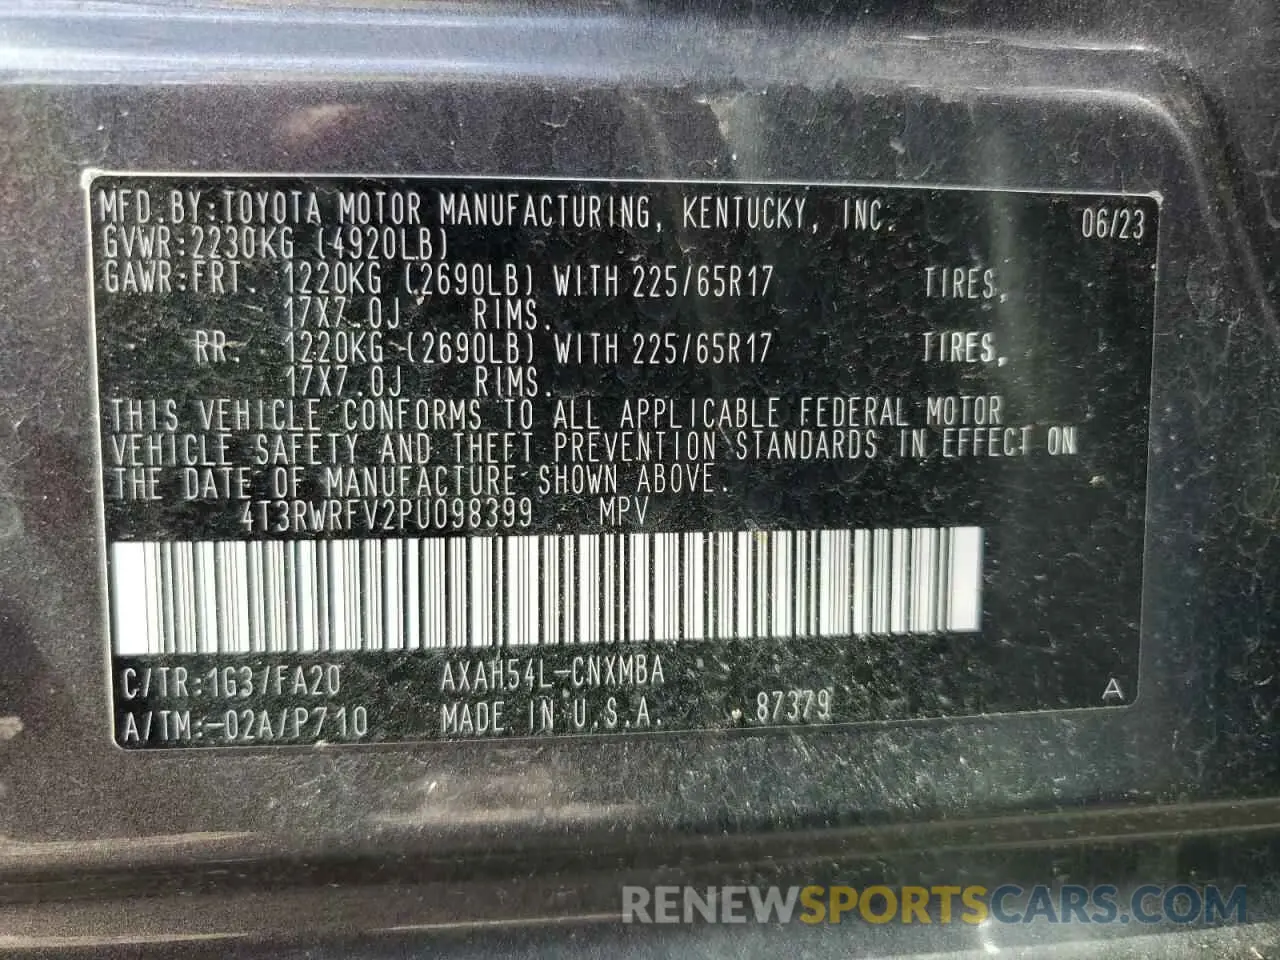 MFD.BY:TOYOTA MOTOR MANUFACTURING, KENTUCKY, INC. 06/23
GVWR:2230KG (4920LB)
GAWR:FRT. 1220KG (2690LB) WITH 225/65R17 TIRES,
17X7.0J RIMS.
RR. 1220KG (2690LB) WITH 225/65R17 TIRES,
17X7.0J RIMS.
THIS VEHICLE CONFORMS TO ALL APPLICABLE FEDERAL MOTOR
VEHICLE SAFETY AND THEFT PREVENTION STANDARDS IN EFFECT ON
THE DATE OF MANUFACTURE SHOWN ABOVE.
4T3RWRFV2PU098399 MPV
C/TR:1G3/FA20 AXAH54L-CNXMBA
A/TM:-02A/P710 MADE IN U.S.A. 87379 A
RENEWSPORTSCARS.COM